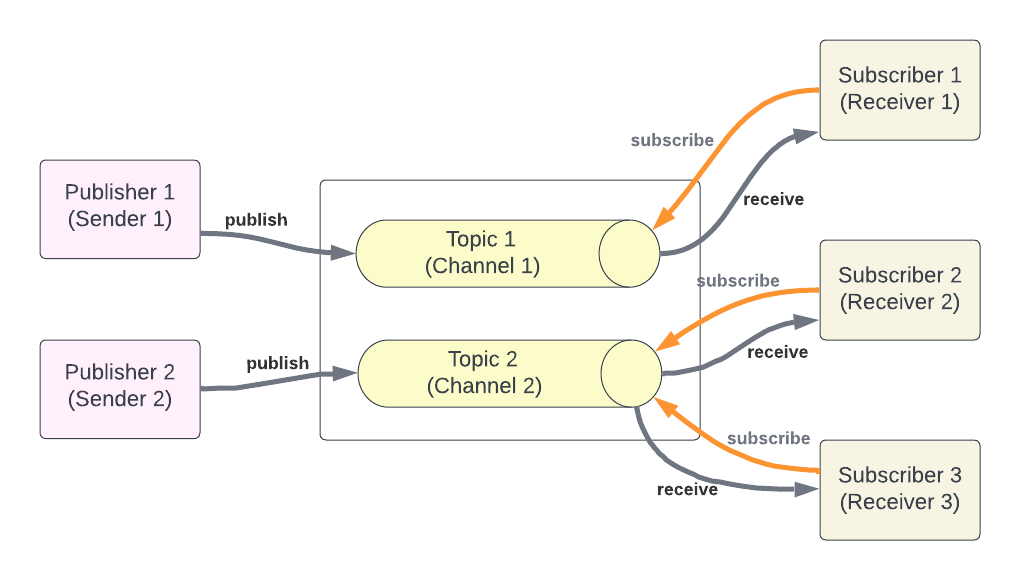 Publisher 1
(Sender 1)
publish
Topic 1
(Channel 1)
subscribe
receive
Subscriber 1
(Receiver 1)
Publisher 2
(Sender 2)
publish
Topic 2
(Channel 2)
subscribe
receive
Subscriber 2
(Receiver 2)
subscribe
receive
Subscriber 3
(Receiver 3)